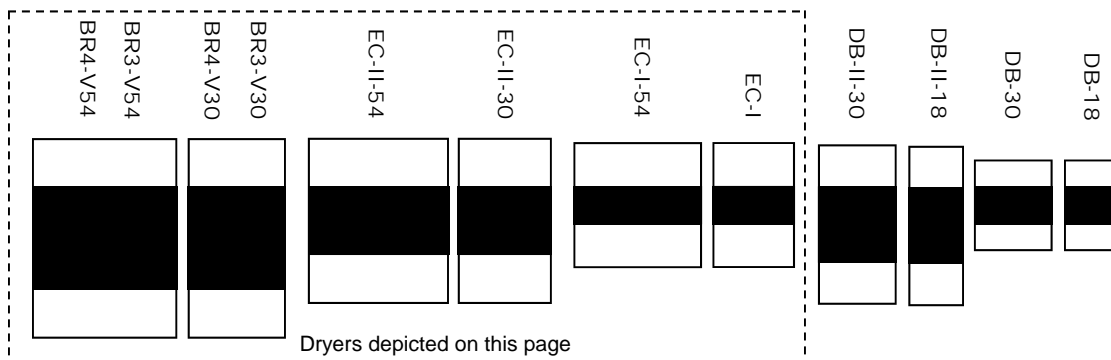 BR4-V54
BR3-V54
BR4-V30
BR3-V30
EC-II-54
EC-II-30
EC-I-54
EC-I
DB-II-30
DB-II-18
DB-30
DB-18
Dryers depicted on this page